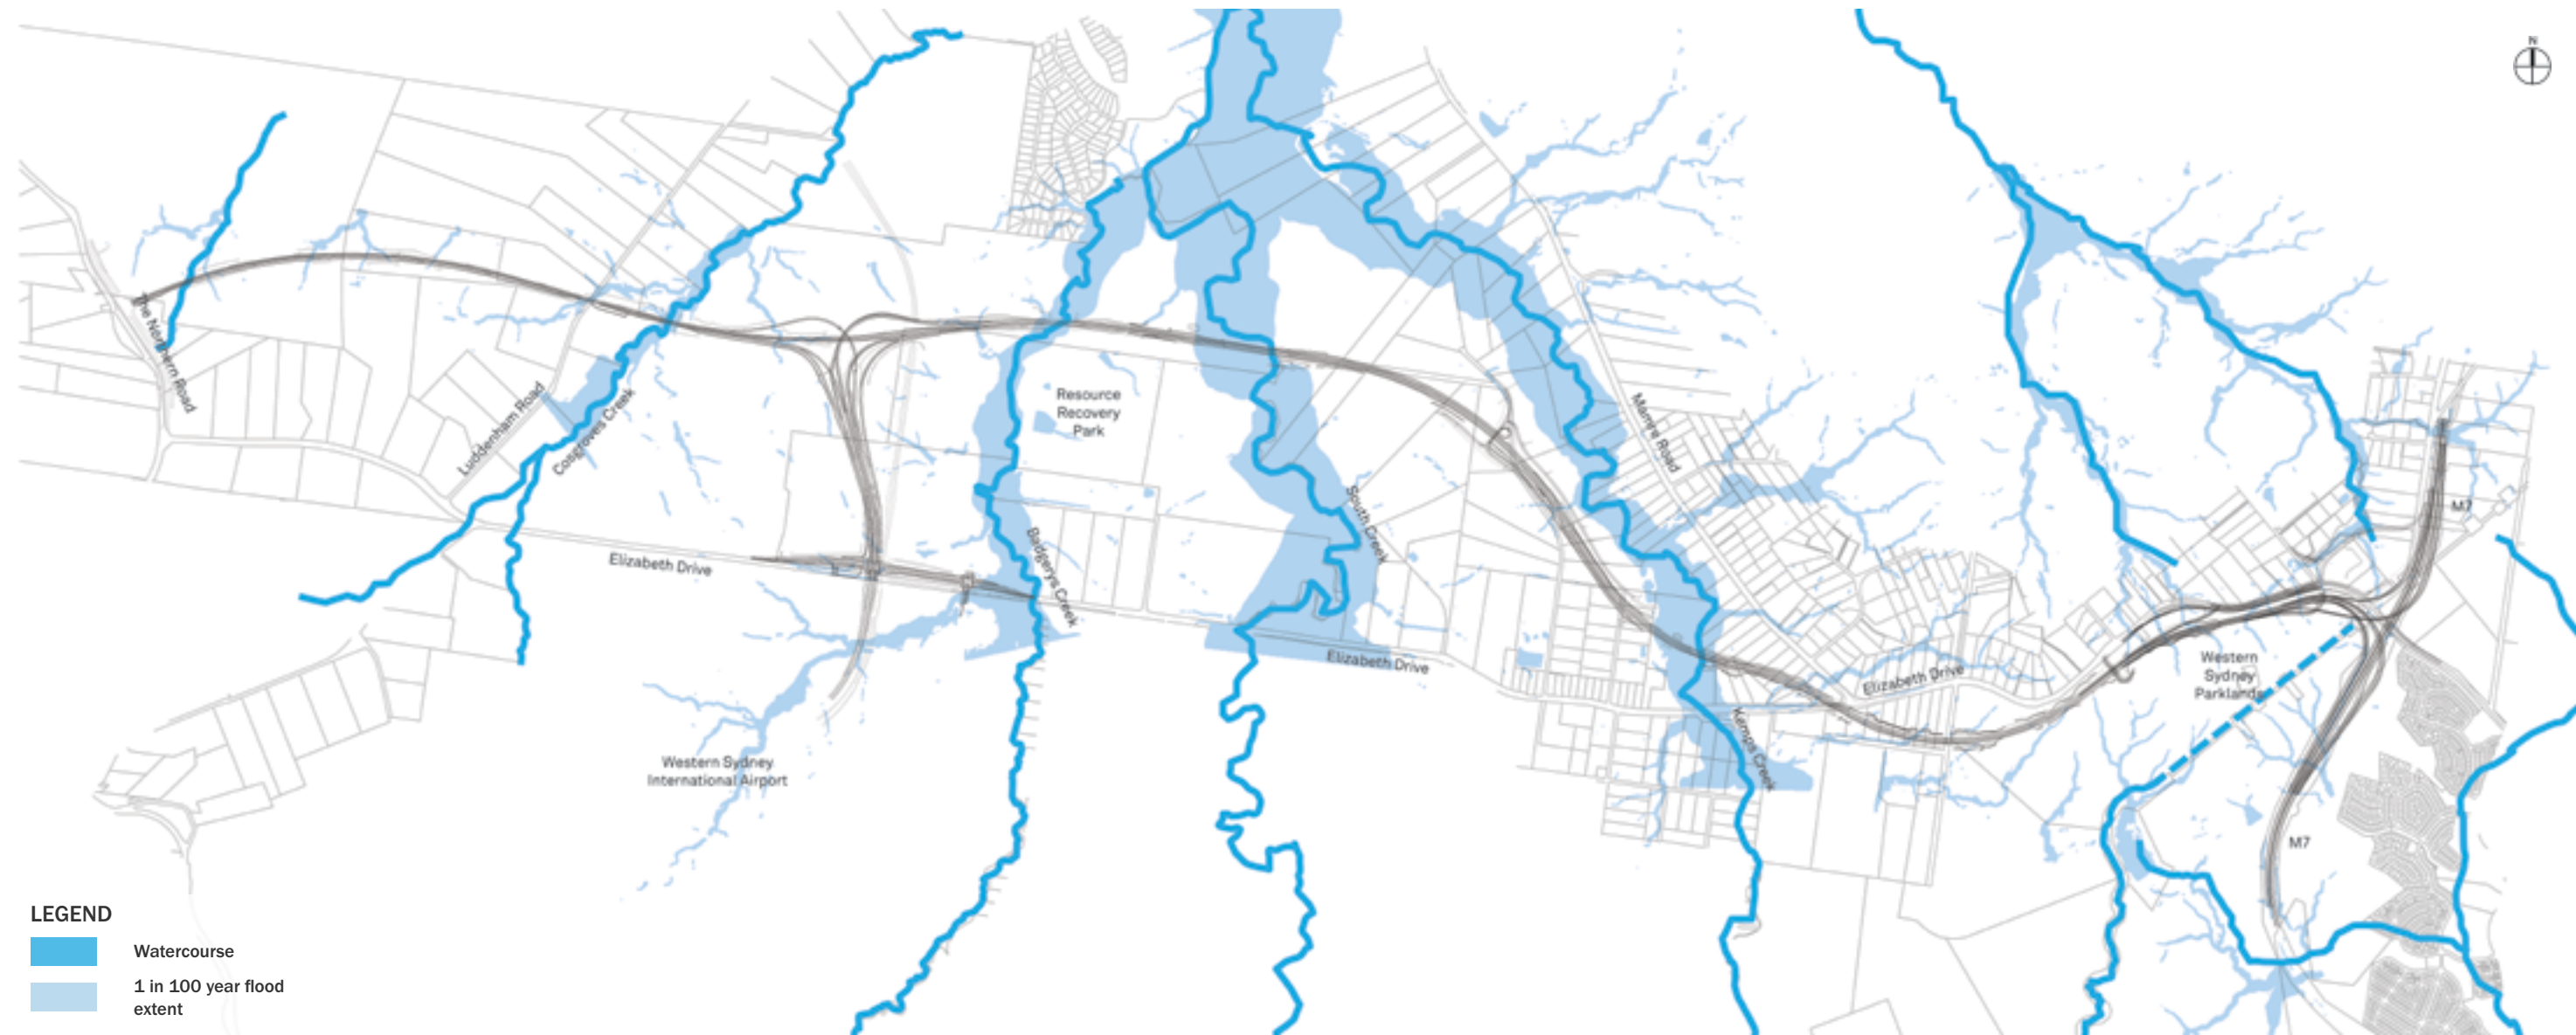 N
The Northern Road
Luddenham Road
Cosgroves Creek
Resource
Recovery
Park
Mamre Road
South Creek
Badgerys Creek
M7
Elizabeth Drive
Elizabeth Drive
Elizabeth Drive
Western
Sydney
Parklands
Kemps Creek
Western Sydney
International Airport
M7
LEGEND
Watercourse
1 in 100 year flood
extent